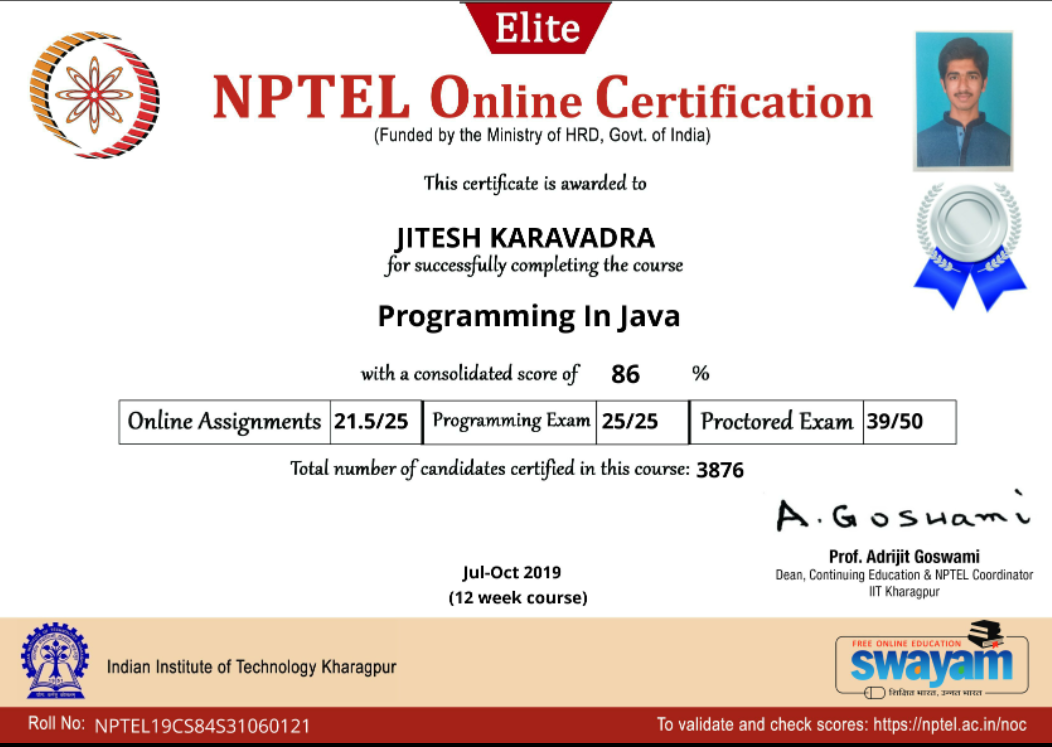 Elite
NPTEL Online Certification
(Funded by the Ministry of HRD, Govt. of India)
This certificate is awarded to
JITESH KARAVADRA
for successfully completing the course
Programming In Java
with a consolidated score of 86 %
Online Assignments 21.5/25 Programming Exam 25/25 Proctored Exam 39/50
Total number of candidates certified in this course: 3876
A. Goswami
Prof. Adrijit Goswami
Dean, Continuing Education & NPTEL Coordinator
IIT Kharagpur
Jul-Oct 2019
(12 week course)
Indian Institute of Technology Kharagpur
FREE ONLINE EDUCATION
swayam
शिक्षित भारत, उन्नत भारत
Roll No: NPTEL19CS84S31060121
To validate and check scores: https://nptel.ac.in/noc